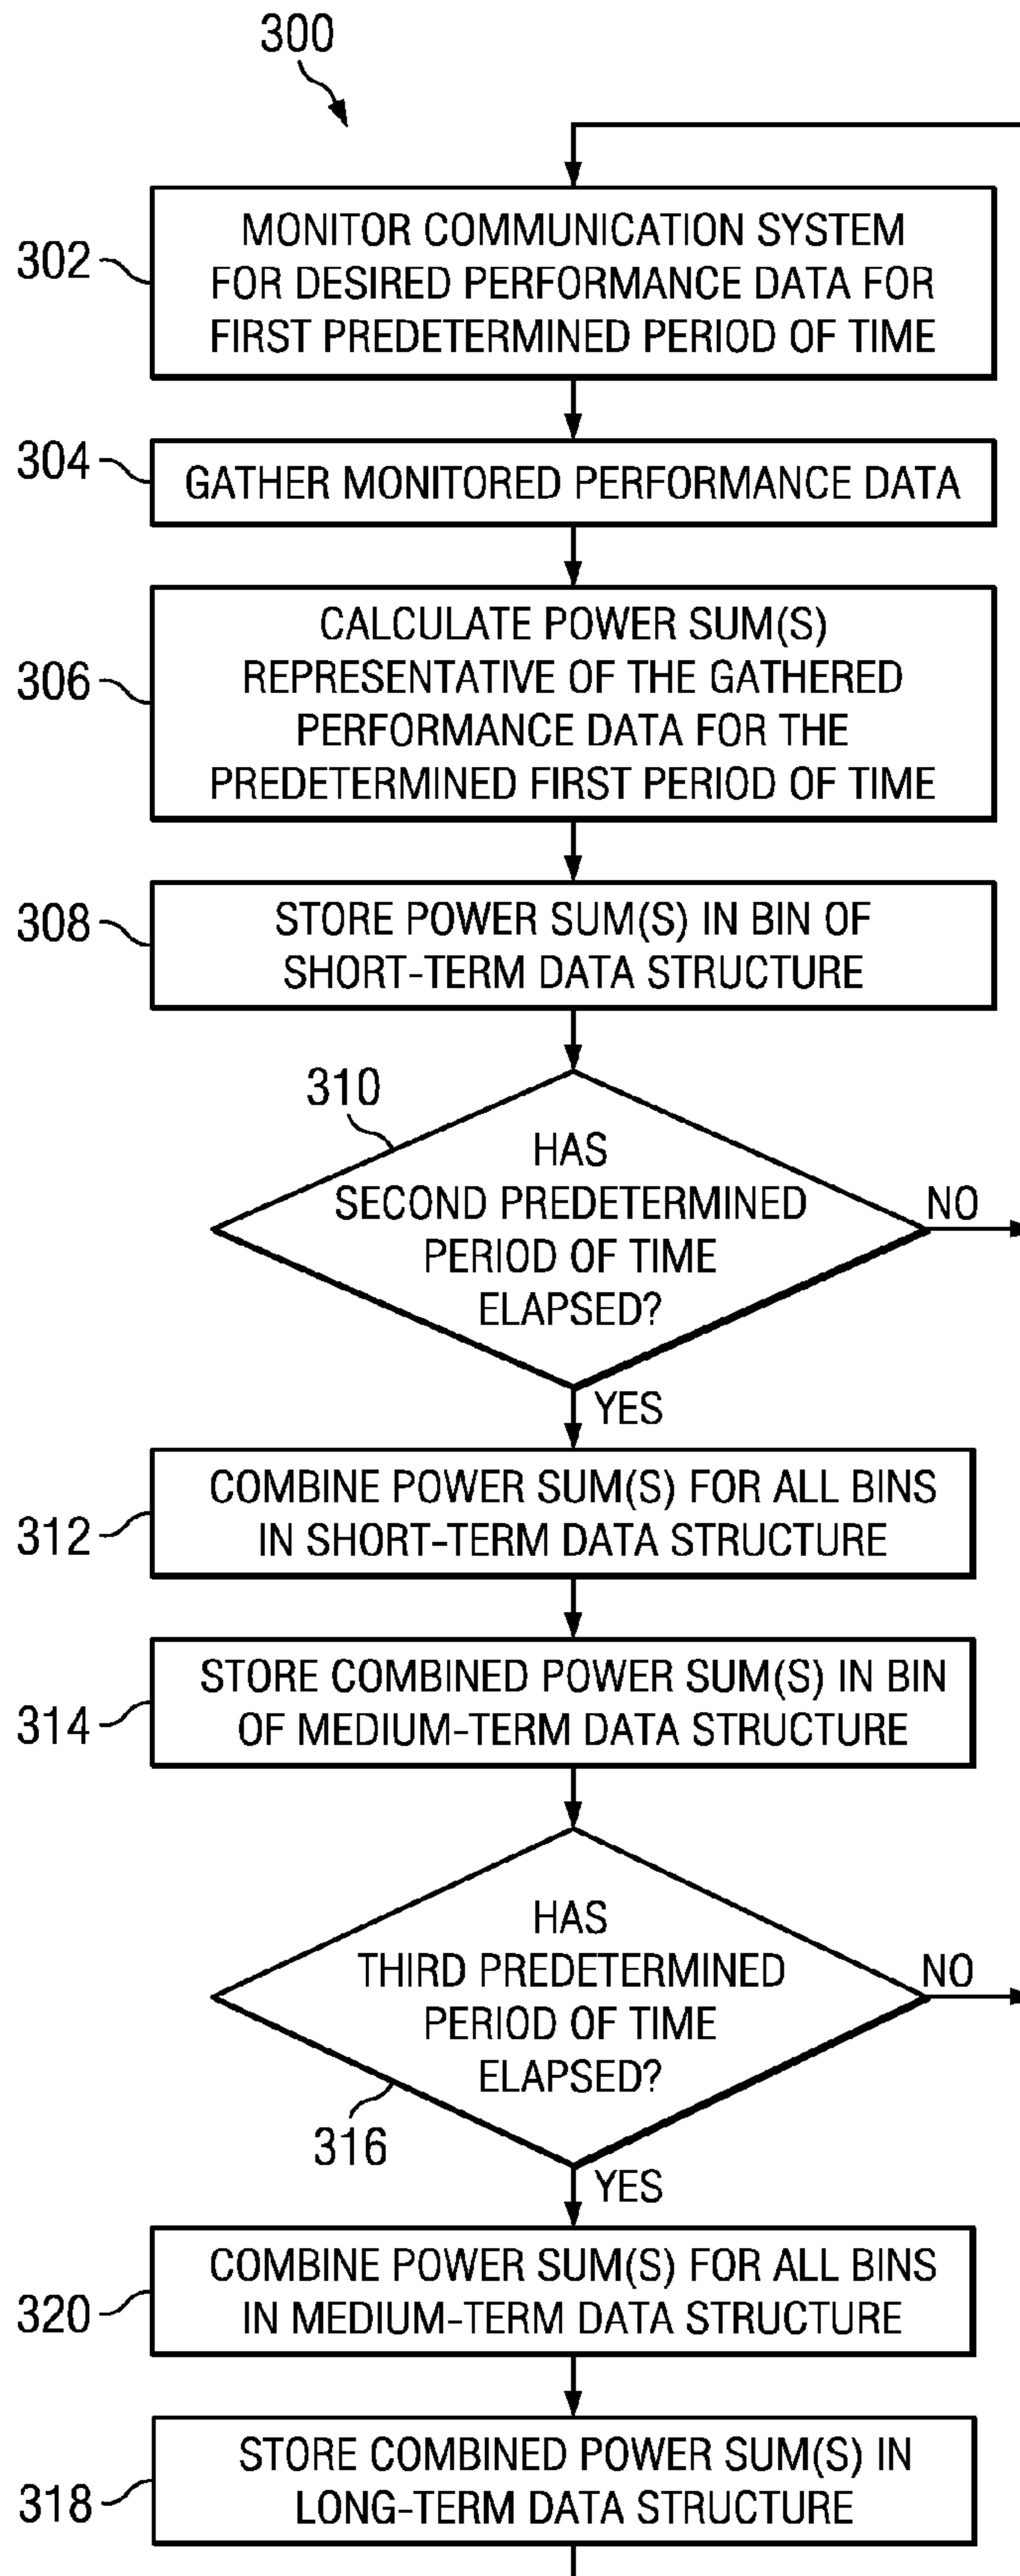 300
302
MONITOR COMMUNICATION SYSTEM
FOR DESIRED PERFORMANCE DATA FOR
FIRST PREDETERMINED PERIOD OF TIME
304
GATHER MONITORED PERFORMANCE DATA
306
CALCULATE POWER SUM(S)
REPRESENTATIVE OF THE GATHERED
PERFORMANCE DATA FOR THE
PREDETERMINED FIRST PERIOD OF TIME
308
STORE POWER SUM(S) IN BIN OF
SHORT-TERM DATA STRUCTURE
310
HAS
SECOND PREDETERMINED
PERIOD OF TIME
ELAPSED?
NO
YES
312
COMBINE POWER SUM(S) FOR ALL BINS
IN SHORT-TERM DATA STRUCTURE
314
STORE COMBINED POWER SUM(S) IN BIN
OF MEDIUM-TERM DATA STRUCTURE
HAS
THIRD PREDETERMINED
PERIOD OF TIME
ELAPSED?
NO
316
YES
320
COMBINE POWER SUM(S) FOR ALL BINS
IN MEDIUM-TERM DATA STRUCTURE
318
STORE COMBINED POWER SUM(S) IN
LONG-TERM DATA STRUCTURE